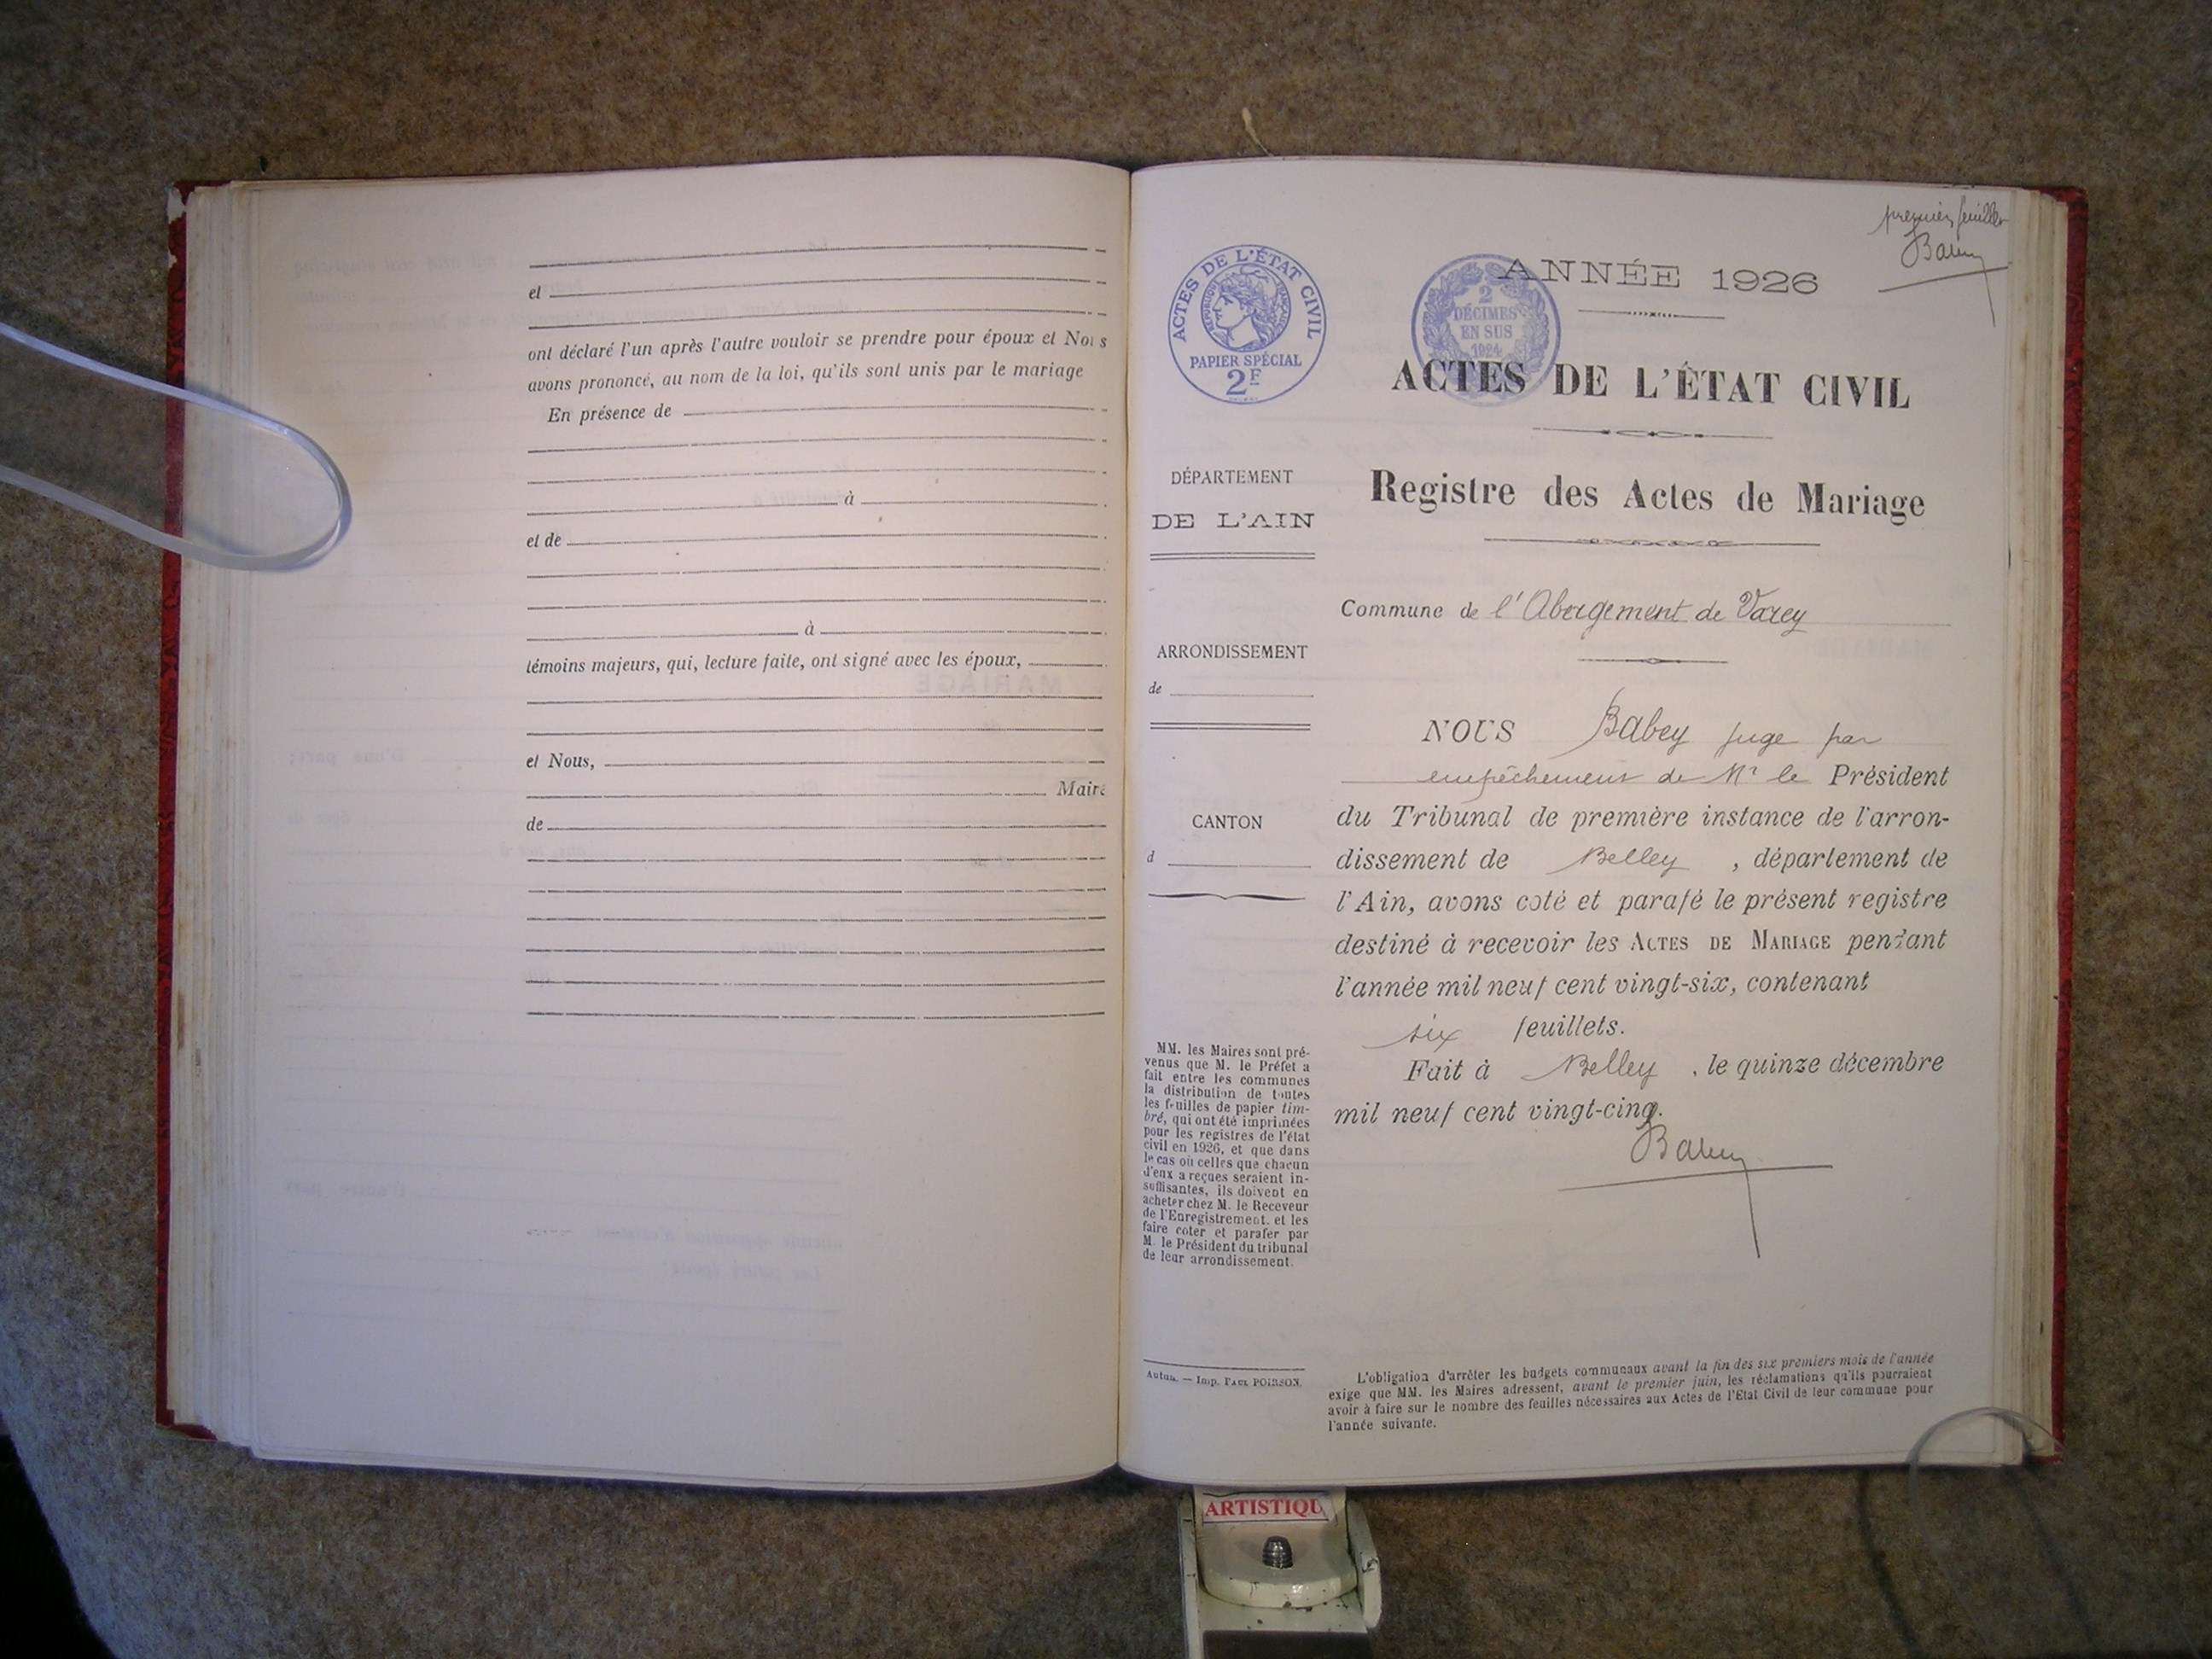 et
ont déclaré l'un après l'autre vouloir se prendre pour époux et Nous
avons prononcé, au nom de la loi, qu'ils sont unis par le mariage
En présence de
à
et de
à
témoins majeurs, qui, lecture faite, ont signé avec les époux,
et Nous,
Maire
de
premier feuillet
Babey
ACTES DE L'ÉTAT CIVIL
RÉPUBLIQUE FRANÇAISE
PAPIER SPÉCIAL
2F
2
DÉCIMES
EN SUS
1924
ANNÉE 1926
ACTES DE L'ÉTAT CIVIL
Registre des Actes de Mariage
DÉPARTEMENT
DE L'AIN
ARRONDISSEMENT
de
CANTON
d
MM. les Maires sont pré-
venus que M. le Préfet a
fait entre les communes
la distribution de toutes
les feuilles de papier tim-
bré, qui ont été imprimées
pour les registres de l'état
civil en 1926, et que dans
le cas où celles que chacun
d'eux a reçues seraient in-
suffisantes, ils doivent en
acheter chez M. le Receveur
de l'Enregistrement. et les
faire coter et parafer par
M. le Président du tribunal
de leur arrondissement.
Autun. — Imp. PAUL POISSON.
Commune de l'Abergement de Varey
NOUS Babey juge par
empêchement de Mr le Président
du Tribunal de première instance de l'arron-
dissement de Belley , département de
l'Ain, avons coté et parafé le présent registre
destiné à recevoir les ACTES DE MARIAGE pendant
l'année mil neuf cent vingt-six, contenant
six feuillets.
Fait à Belley , le quinze décembre
mil neuf cent vingt-cinq.
Babey
L'obligation d'arrêter les budgets communaux avant la fin des six premiers mois de l'année
exige que MM. les Maires adressent, avant le premier juin, les réclamations qu'ils pourraient
avoir à faire sur le nombre des feuilles nécessaires aux Actes de l'Etat Civil de leur commune pour
l'année suivante.
ARTISTIQU